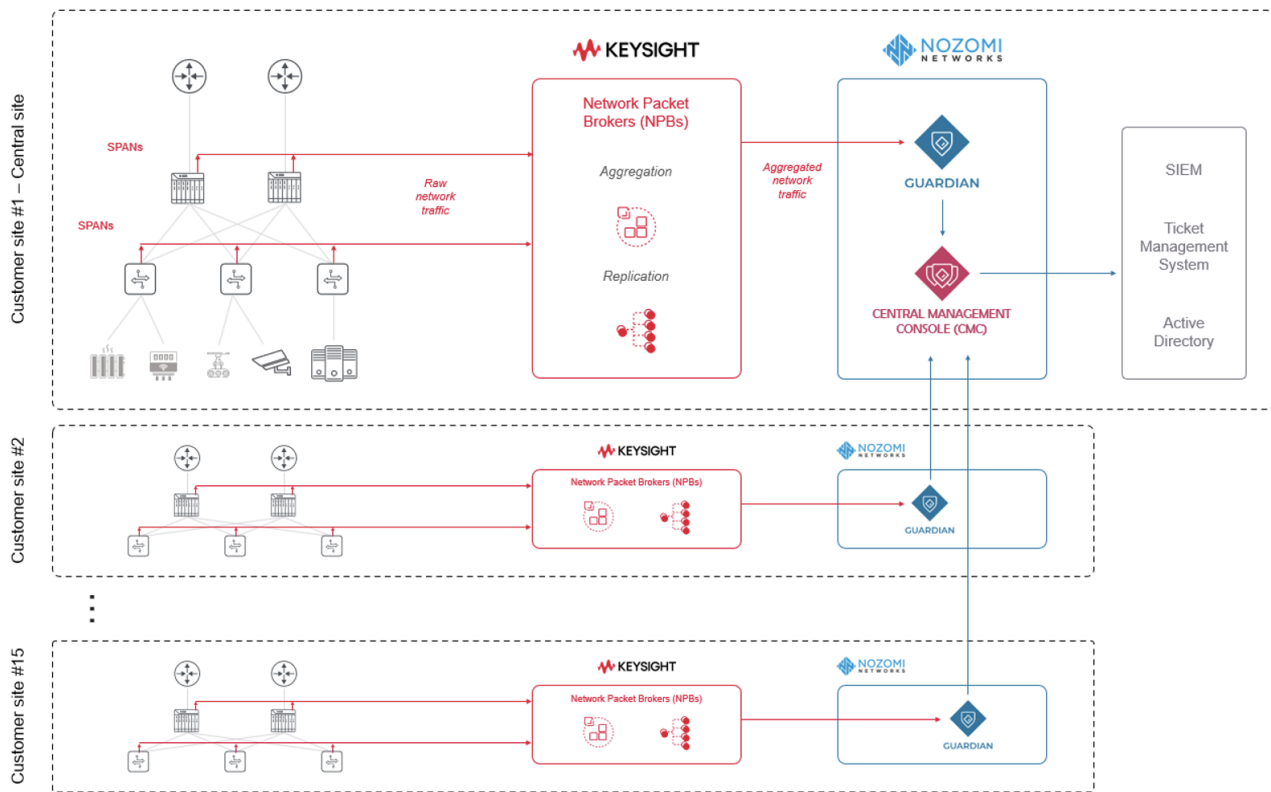 Customer site #1 – Central site
KEYSIGHT
NOZOMI
NETWORKS
SPANs
SPANs
Raw
network
traffic
Network Packet
Brokers (NPBs)
Aggregation
Replication
Aggregated
network
traffic
GUARDIAN
CENTRAL MANAGEMENT
CONSOLE (CMC)
SIEM
Ticket
Management
System
Active
Directory
Customer site #2
KEYSIGHT
NOZOMI
NETWORKS
Network Packet Brokers (NPBs)
GUARDIAN
Customer site #15
KEYSIGHT
NOZOMI
NETWORKS
Network Packet Brokers (NPBs)
GUARDIAN